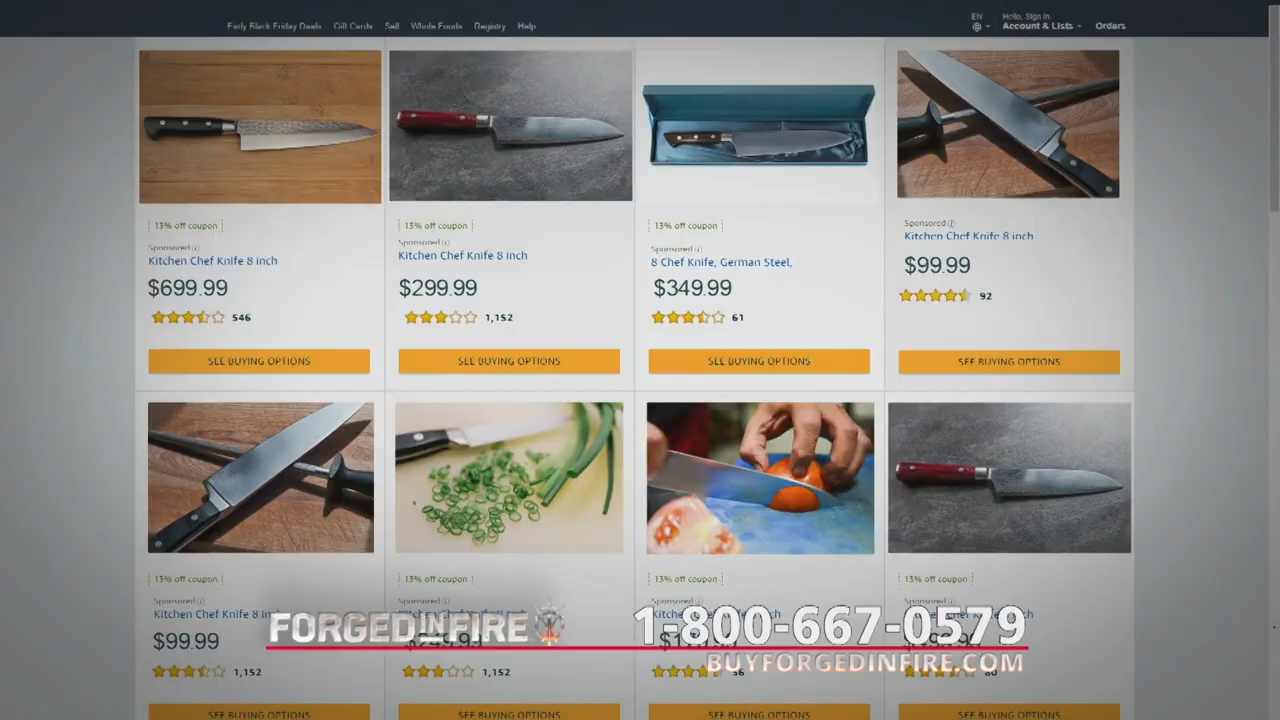 Early Black Friday Deals Gift Cards Sell Whole Foods Registry Help
EN
Hello, Sign in
Account & Lists
Orders
13% off coupon
Sponsored
Kitchen Chef Knife 8 inch
$699.99
546
SEE BUYING OPTIONS
13% off coupon
Sponsored
Kitchen Chef Knife 8 inch
$299.99
1,152
SEE BUYING OPTIONS
13% off coupon
Sponsored
8 Chef Knife, German Steel,
$349.99
61
SEE BUYING OPTIONS
Sponsored
Kitchen Chef Knife 8 inch
$99.99
92
SEE BUYING OPTIONS
13% off coupon
Sponsored
Kitchen Chef Knife 8
$99.99
1,152
SEE BUYING OPTIONS
13% off coupon
Sponsored
1,152
SEE BUYING OPTIONS
13% off coupon
Sponsored
SEE BUYING OPTIONS
13% off coupon
Sponsored
SEE BUYING OPTIONS
FORGED IN FIRE
1-800-667-0579
BUYFORGEDINFIRE.COM